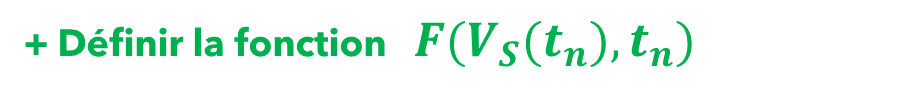 + Définir la fonction F(V_S(t_n), t_n)